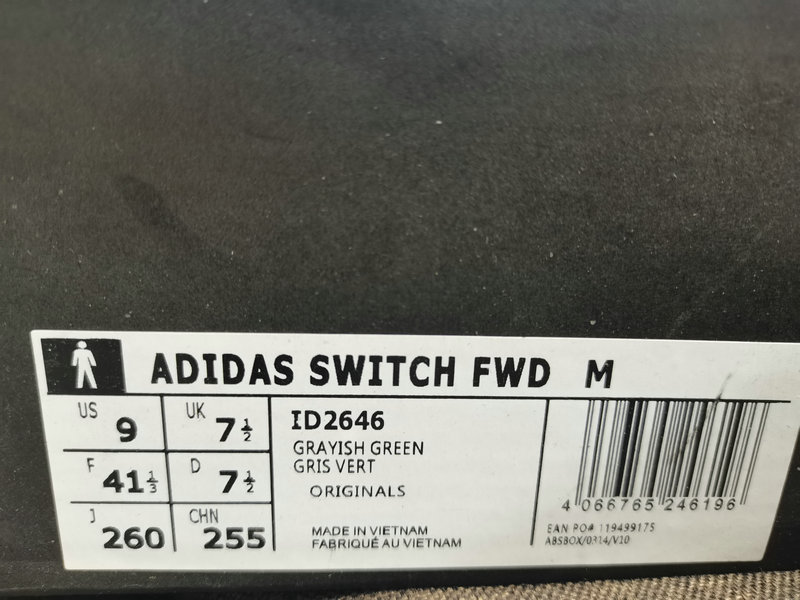 ADIDAS SWITCH FWD M
US 9 UK 7½
F 41⅓ D 7½
J 260 CHN 255
ID2646
GRAYISH GREEN
GRIS VERT
ORIGINALS
MADE IN VIETNAM
FABRIQUÉ AU VIETNAM
4 066765 246196
EAN PO# 119499175
ABSBOX/0314/V10